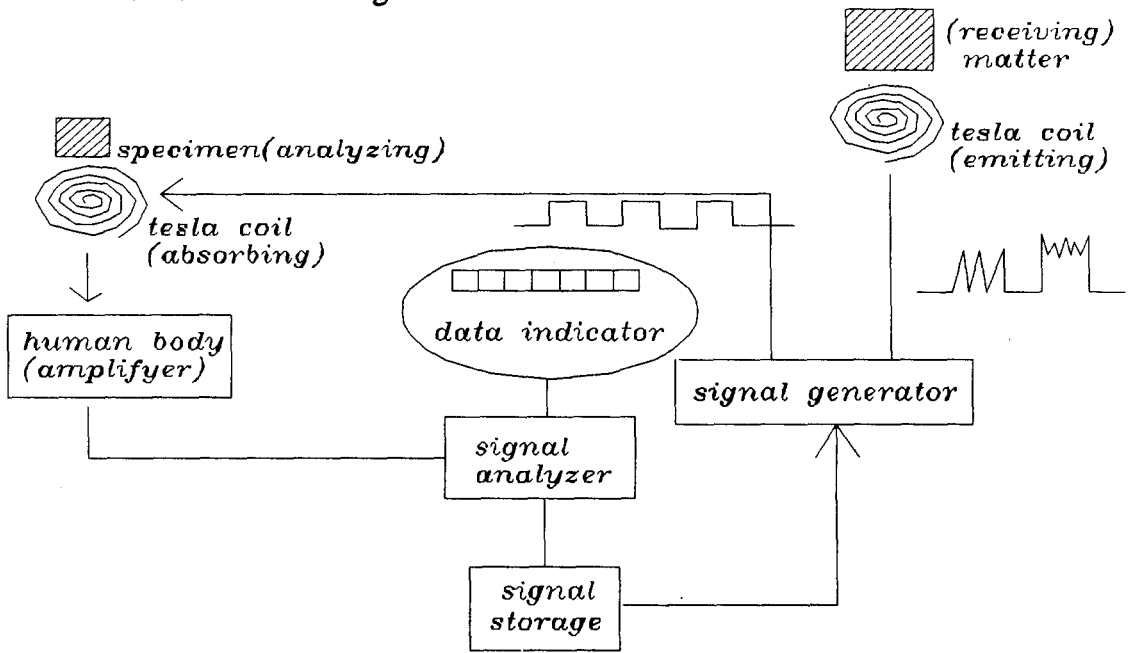 (receiving)
matter
tesla coil
(emitting)
specimen(analyzing)
tesla coil
(absorbing)
data indicator
human body
(amplifyer)
signal generator
signal
analyzer
signal
storage